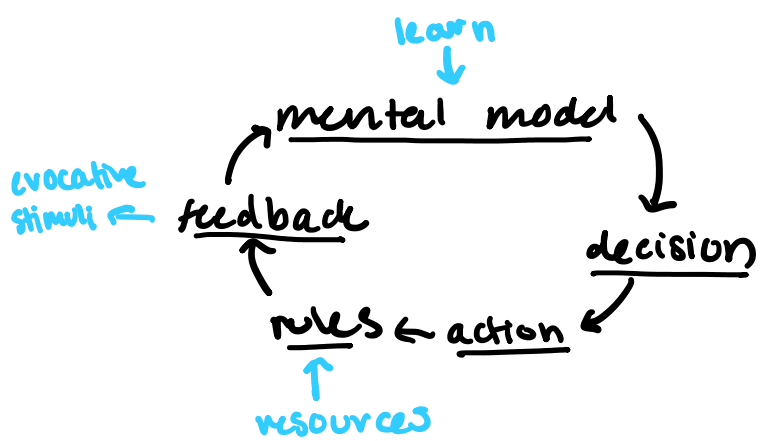 learn
mental model
evocative
stimuli
feedback
decision
rules
action
resources